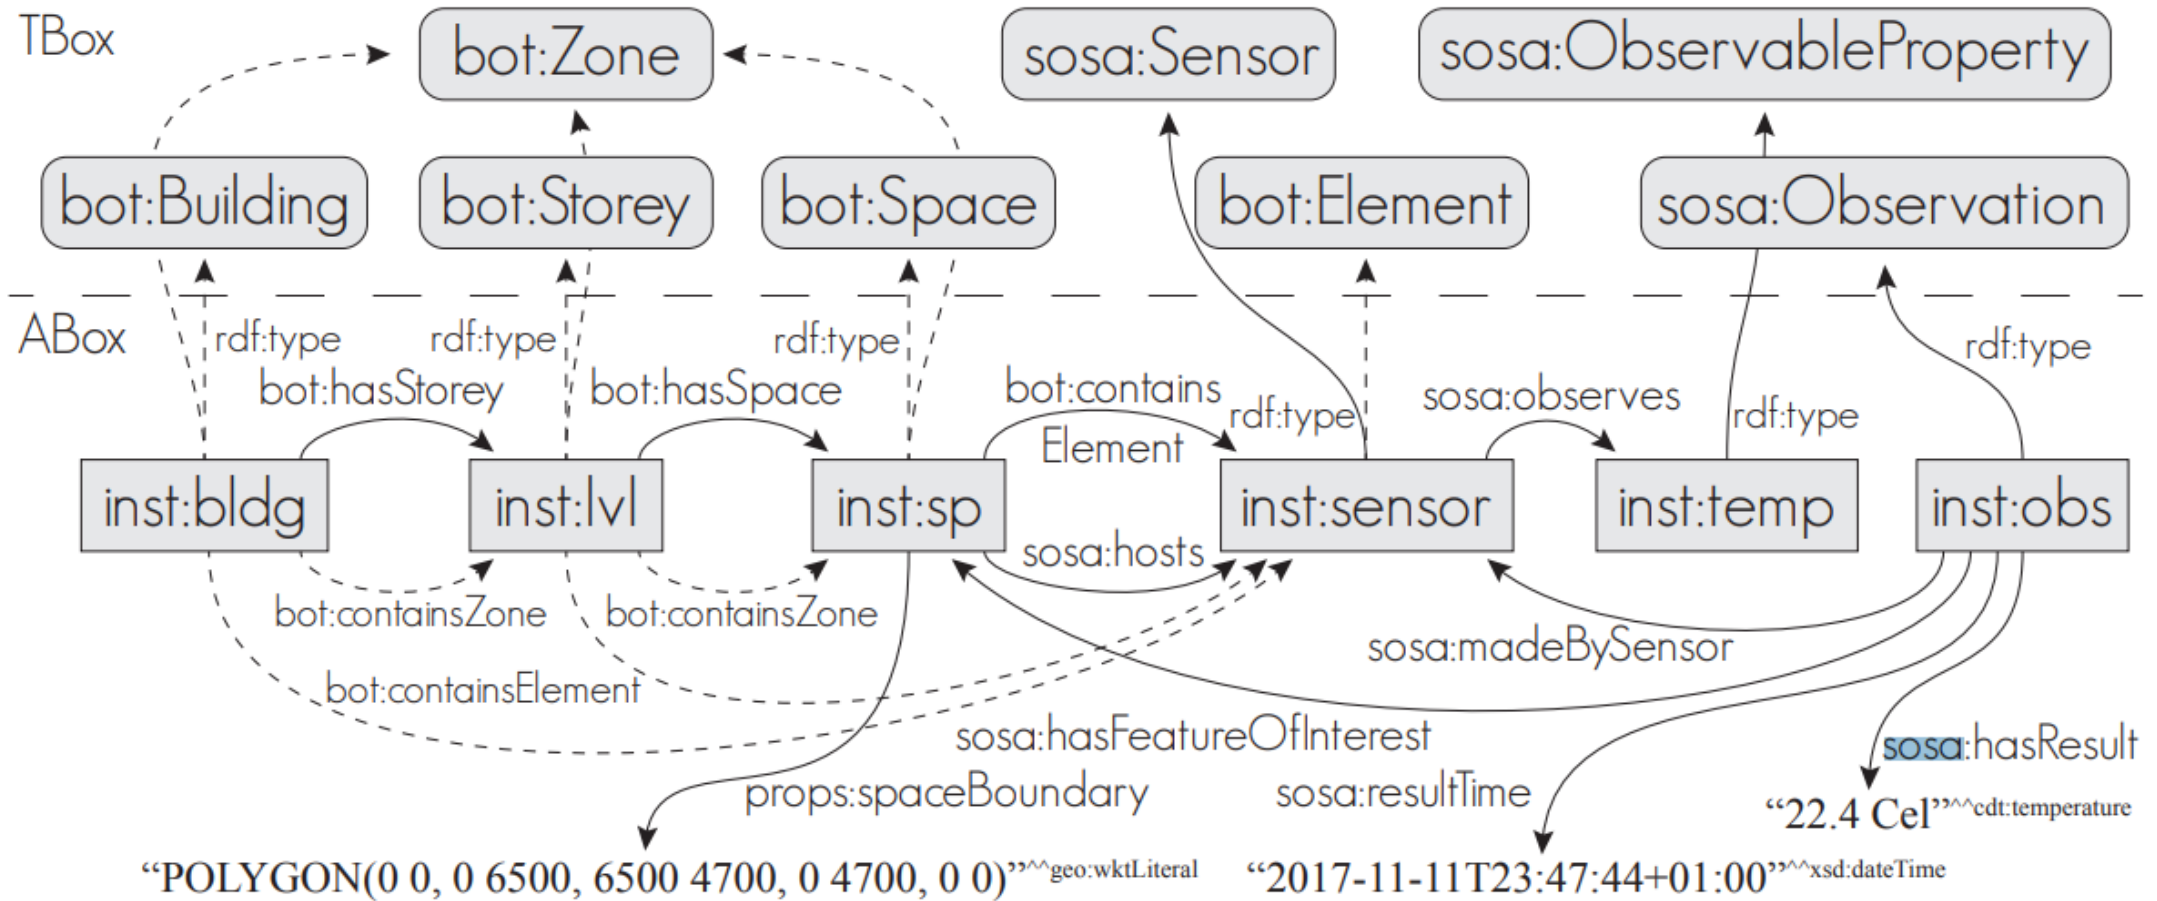 TBox
bot:Zone
sosa:Sensor
sosa:ObservableProperty
bot:Building
bot:Storey
bot:Space
bot:Element
sosa:Observation
ABox
rdf:type
rdf:type
rdf:type
rdf:type
bot:hasStorey
bot:hasSpace
bot:contains
Element
rdf:type
sosa:observes
rdf:type
inst:bldg
inst:lvl
inst:sp
inst:sensor
inst:temp
inst:obs
sosa:hosts
bot:containsZone
bot:containsZone
sosa:madeBySensor
bot:containsElement
sosa:hasFeatureOfInterest
sosa:hasResult
props:spaceBoundary
sosa:resultTime
“22.4 Cel”^^cdt:temperature
“POLYGON(0 0, 0 6500, 6500 4700, 0 4700, 0 0)”^^geo:wktLiteral
“2017-11-11T23:47:44+01:00”^^xsd:dateTime